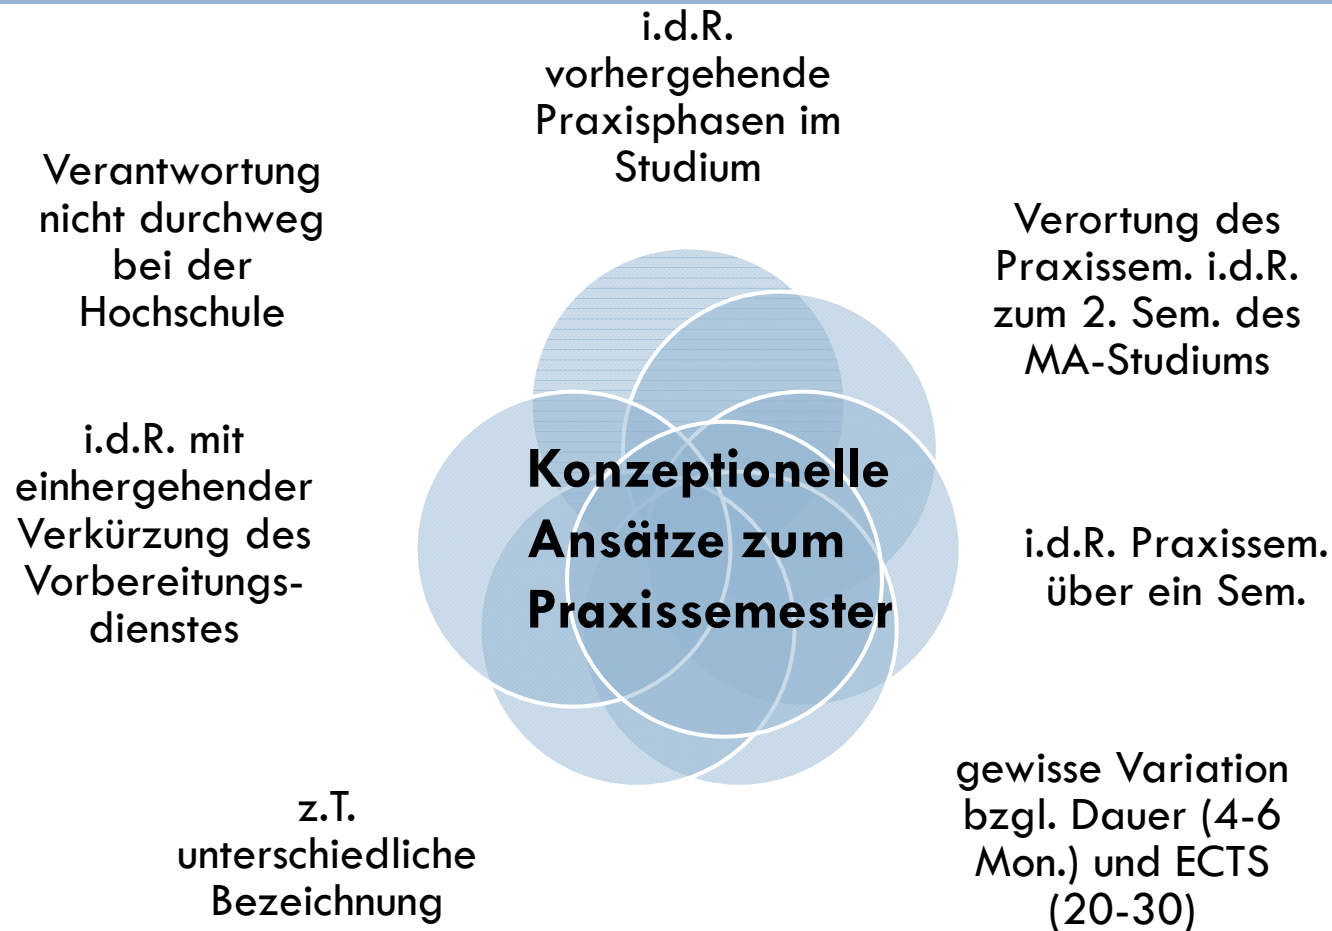 i.d.R.
vorhergehende
Praxisphasen im
Studium
Verortung des
Praxissem. i.d.R.
zum 2. Sem. des
MA-Studiums
i.d.R. Praxissem.
über ein Sem.
gewisse Variation
bzgl. Dauer (4-6
Mon.) und ECTS
(20-30)
z.T.
unterschiedliche
Bezeichnung
i.d.R. mit
einhergehender
Verkürzung des
Vorbereitungs-
dienstes
Verantwortung
nicht durchweg
bei der
Hochschule
Konzeptionelle
Ansätze zum
Praxissemester